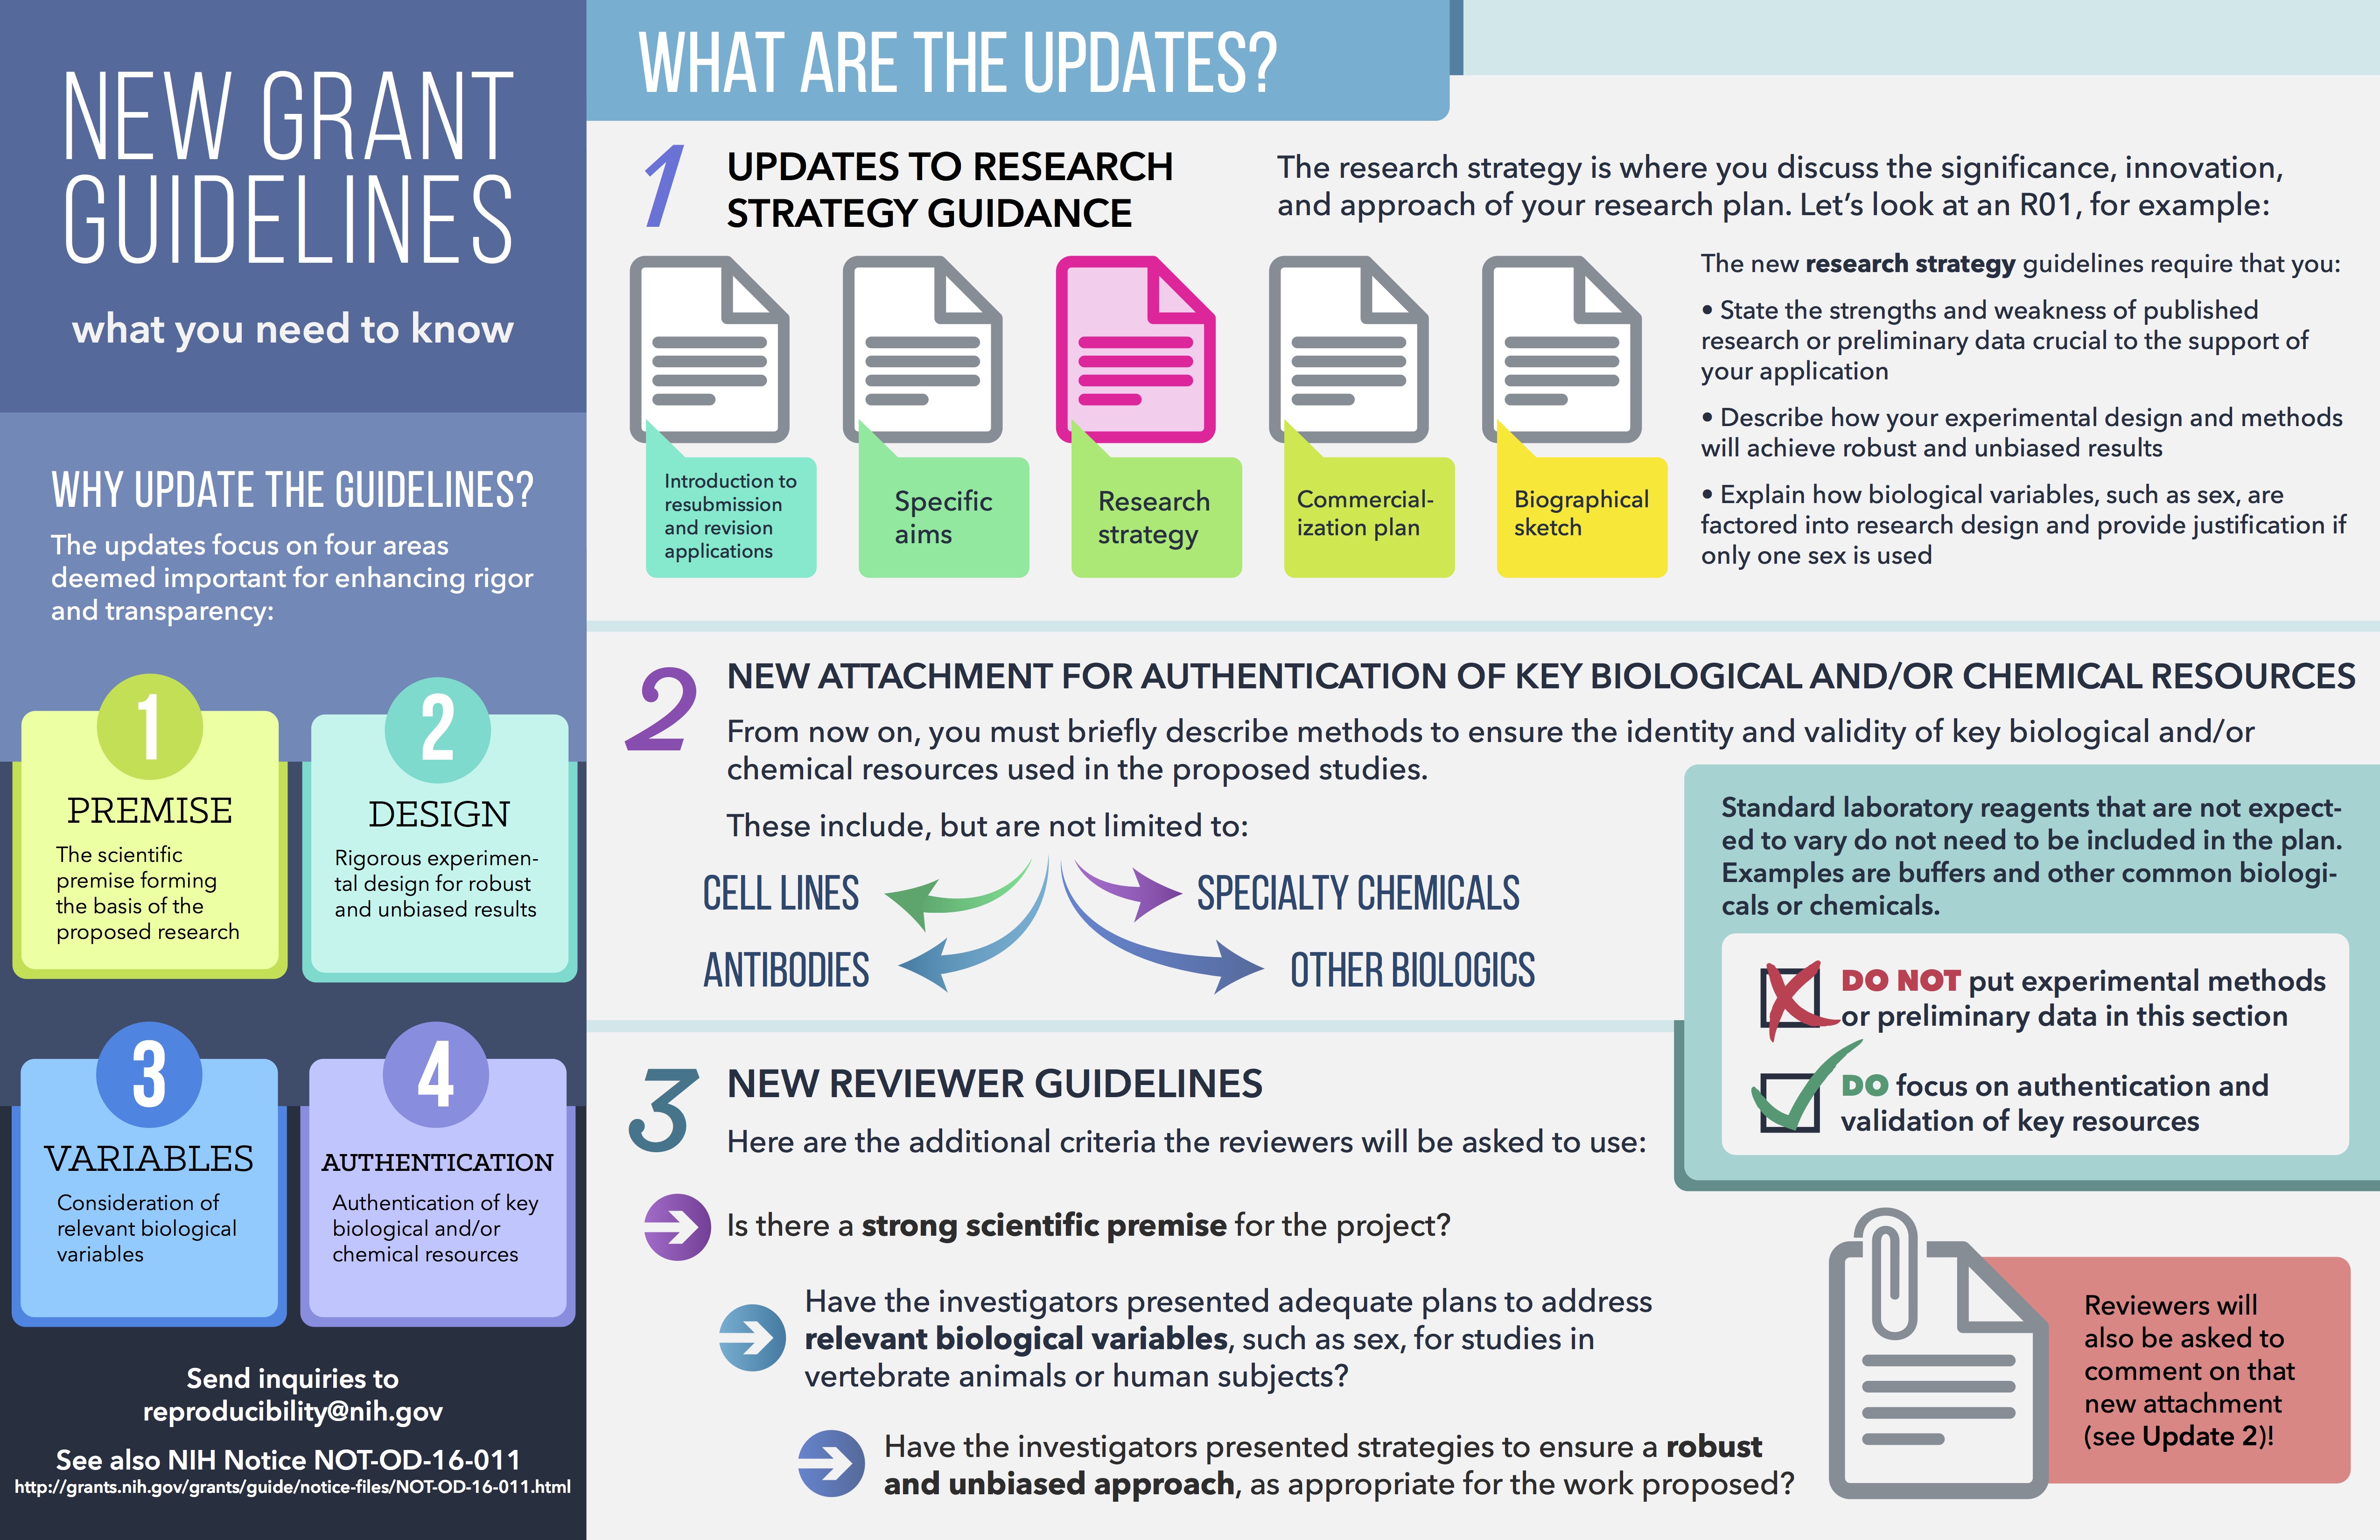 NEW GRANT
GUIDELINES
what you need to know
WHY UPDATE THE GUIDELINES?
The updates focus on four areas
deemed important for enhancing rigor
and transparency:
1
PREMISE
The scientific
premise forming
the basis of the
proposed research
2
DESIGN
Rigorous experimen-
tal design for robust
and unbiased results
3
VARIABLES
Consideration of
relevant biological
variables
4
AUTHENTICATION
Authentication of key
biological and/or
chemical resources
Send inquiries to
reproducibility@nih.gov
See also NIH Notice NOT-OD-16-011
http://grants.nih.gov/grants/guide/notice-files/NOT-OD-16-011.html
WHAT ARE THE UPDATES?
1
UPDATES TO RESEARCH
STRATEGY GUIDANCE
The research strategy is where you discuss the significance, innovation,
and approach of your research plan. Let's look at an R01, for example:
Introduction to
resubmission
and revision
applications
Specific
aims
Research
strategy
Commercial-
ization plan
Biographical
sketch
The new research strategy guidelines require that you:
• State the strengths and weakness of published
research or preliminary data crucial to the support of
your application
• Describe how your experimental design and methods
will achieve robust and unbiased results
• Explain how biological variables, such as sex, are
factored into research design and provide justification if
only one sex is used
2
NEW ATTACHMENT FOR AUTHENTICATION OF KEY BIOLOGICAL AND/OR CHEMICAL RESOURCES
From now on, you must briefly describe methods to ensure the identity and validity of key biological and/or
chemical resources used in the proposed studies.
These include, but are not limited to:
CELL LINES
SPECIALTY CHEMICALS
ANTIBODIES
OTHER BIOLOGICS
Standard laboratory reagents that are not expect-
ed to vary do not need to be included in the plan.
Examples are buffers and other common biologi-
cals or chemicals.
DO NOT put experimental methods
or preliminary data in this section
DO focus on authentication and
validation of key resources
3
NEW REVIEWER GUIDELINES
Here are the additional criteria the reviewers will be asked to use:
Is there a strong scientific premise for the project?
Have the investigators presented adequate plans to address
relevant biological variables, such as sex, for studies in
vertebrate animals or human subjects?
Have the investigators presented strategies to ensure a robust
and unbiased approach, as appropriate for the work proposed?
Reviewers will
also be asked to
comment on that
new attachment
(see Update 2)!